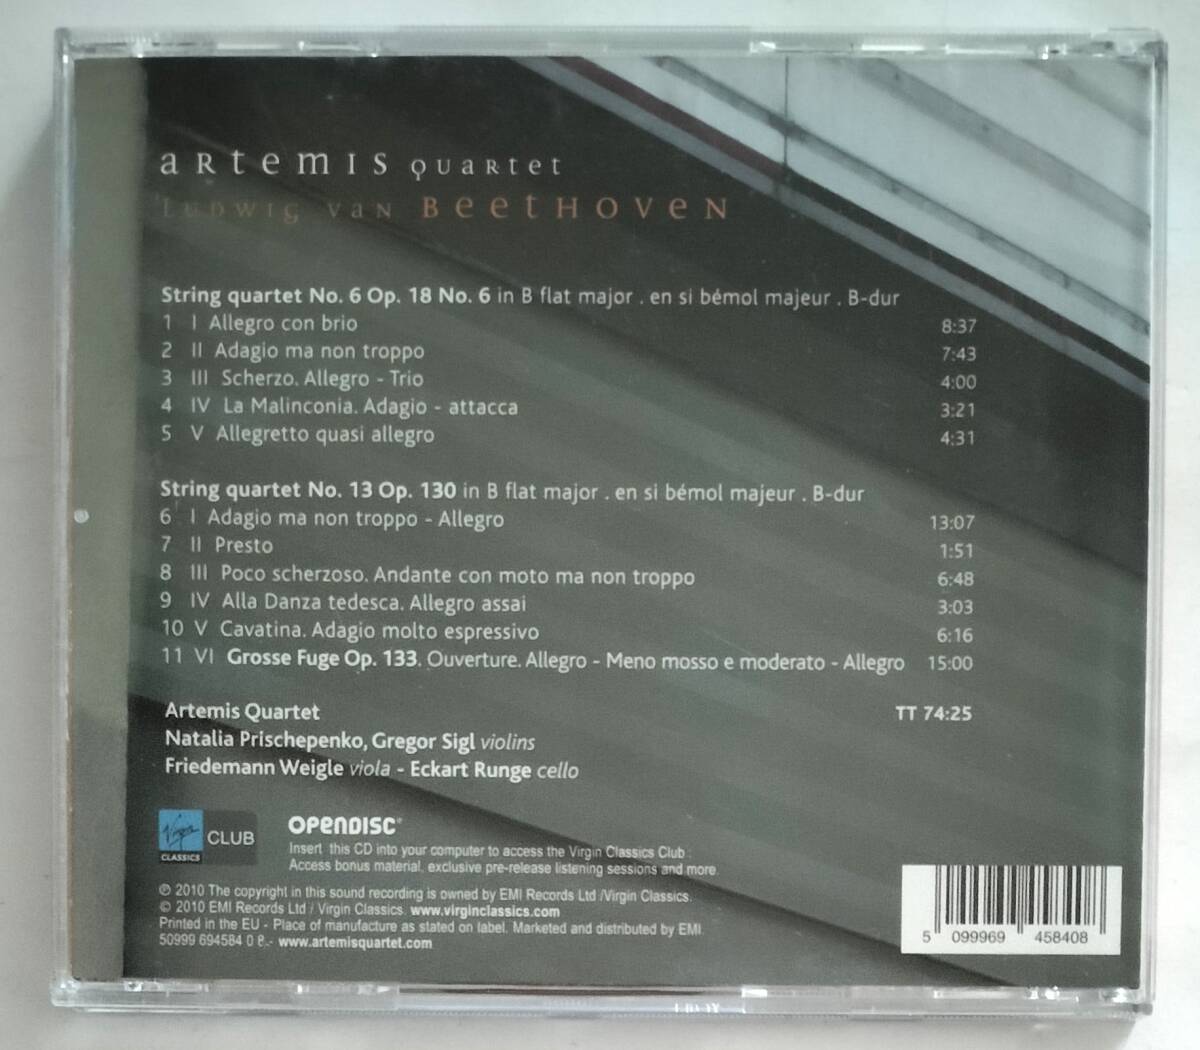 aRtemIS QUaRtet
LUDWIG VaN BeetHOVeN
String quartet No. 6 Op. 18 No. 6 in B flat major . en si bémol majeur . B-dur
1 I Allegro con brio 8:37
2 II Adagio ma non troppo 7:43
3 III Scherzo. Allegro - Trio 4:00
4 IV La Malinconia. Adagio - attacca 3:21
5 V Allegretto quasi allegro 4:31
String quartet No. 13 Op. 130 in B flat major . en si bémol majeur . B-dur
6 I Adagio ma non troppo - Allegro 13:07
7 II Presto 1:51
8 III Poco scherzoso. Andante con moto ma non troppo 6:48
9 IV Alla Danza tedesca. Allegro assai 3:03
10 V Cavatina. Adagio molto espressivo 6:16
11 VI Grosse Fuge Op. 133. Ouverture. Allegro - Meno mosso e moderato - Allegro 15:00
Artemis Quartet TT 74:25
Natalia Prischepenko, Gregor Sigl violins
Friedemann Weigle viola - Eckart Runge cello
Virgin CLASSICS CLUB
OPENDISC
Insert this CD into your computer to access the Virgin Classics Club.
Access bonus material, exclusive pre-release listening sessions and more.
℗ 2010 The copyright in this sound recording is owned by EMI Records Ltd /Virgin Classics.
© 2010 EMI Records Ltd / Virgin Classics. www.virginclassics.com
Printed in the EU - Place of manufacture as stated on label. Marketed and distributed by EMI.
50999 694584 0 8.- www.artemisquartet.com
5 099969 458408